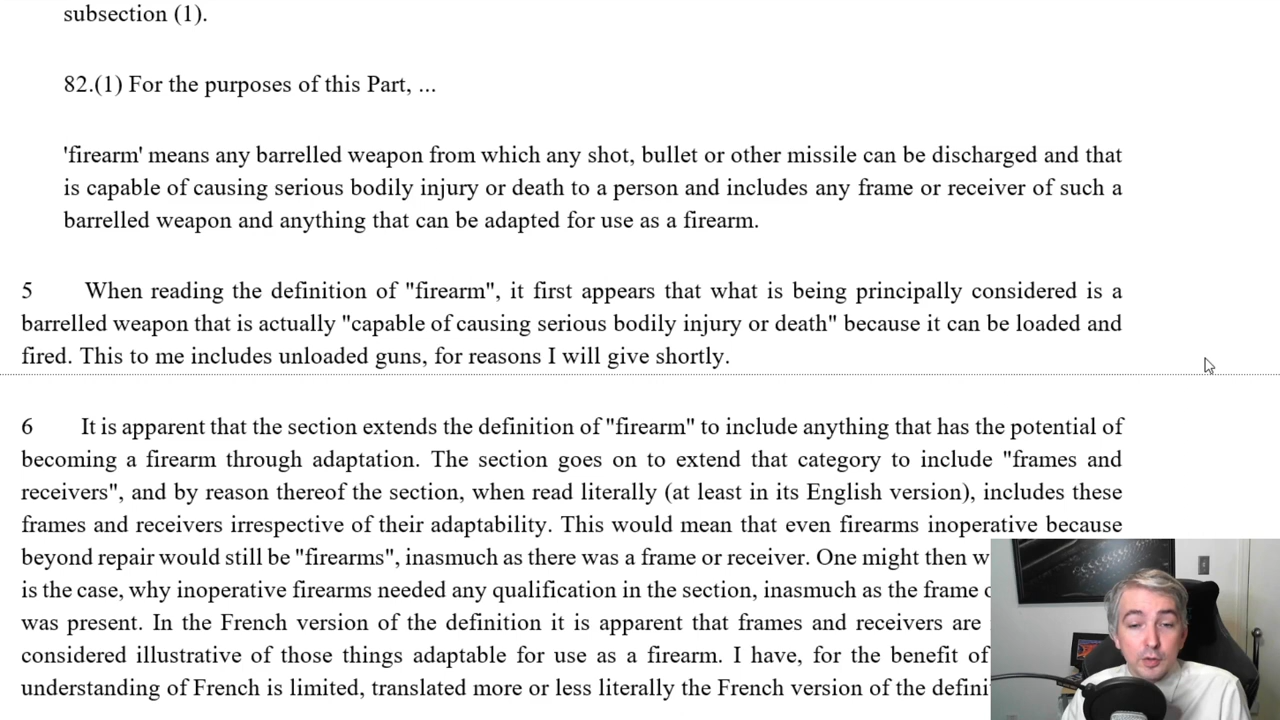 subsection (1).
82.(1) For the purposes of this Part, ...
'firearm' means any barrelled weapon from which any shot, bullet or other missile can be discharged and that
is capable of causing serious bodily injury or death to a person and includes any frame or receiver of such a
barrelled weapon and anything that can be adapted for use as a firearm.
5 When reading the definition of "firearm", it first appears that what is being principally considered is a
barrelled weapon that is actually "capable of causing serious bodily injury or death" because it can be loaded and
fired. This to me includes unloaded guns, for reasons I will give shortly.
6 It is apparent that the section extends the definition of "firearm" to include anything that has the potential of
becoming a firearm through adaptation. The section goes on to extend that category to include "frames and
receivers", and by reason thereof the section, when read literally (at least in its English version), includes these
frames and receivers irrespective of their adaptability. This would mean that even firearms inoperative because
beyond repair would still be "firearms", inasmuch as there was a frame or receiver. One might then
is the case, why inoperative firearms needed any qualification in the section, inasmuch as the frame
was present. In the French version of the definition it is apparent that frames and receivers are
considered illustrative of those things adaptable for use as a firearm. I have, for the benefit of
understanding of French is limited, translated more or less literally the French version of the